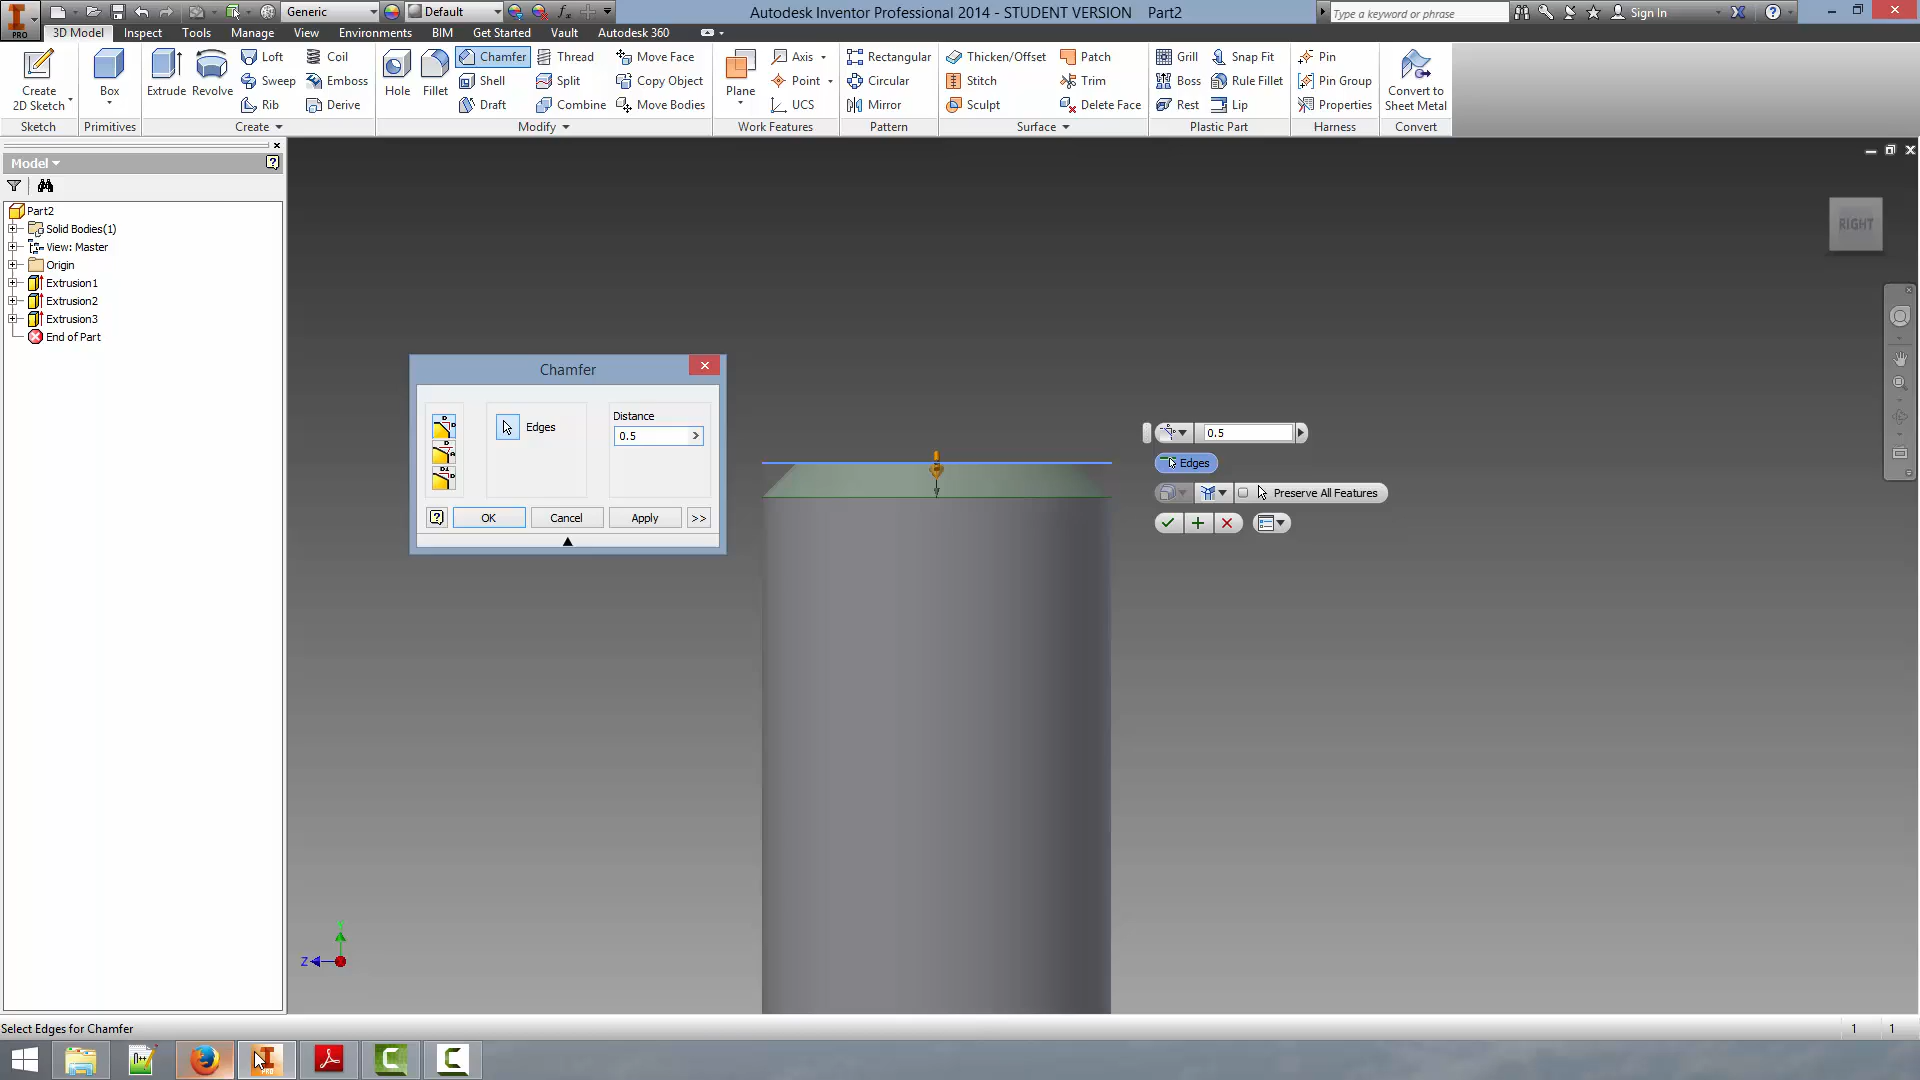 Generic
Default
Autodesk Inventor Professional 2014 - STUDENT VERSION Part2
Type a keyword or phrase
Sign In
PRO
3D Model
Inspect
Tools
Manage
View
Environments
BIM
Get Started
Vault
Autodesk 360
Create
2D Sketch
Box
Extrude
Revolve
Loft
Sweep
Rib
Coil
Emboss
Derive
Hole
Fillet
Chamfer
Shell
Draft
Thread
Split
Combine
Move Face
Copy Object
Move Bodies
Plane
Axis
Point
UCS
Rectangular
Circular
Mirror
Thicken/Offset
Stitch
Sculpt
Patch
Trim
Delete Face
Grill
Boss
Rest
Snap Fit
Rule Fillet
Lip
Pin
Pin Group
Properties
Convert to
Sheet Metal
Sketch
Primitives
Create
Modify
Work Features
Pattern
Surface
Plastic Part
Harness
Convert
Model
Part2
Solid Bodies(1)
View: Master
Origin
Extrusion1
Extrusion2
Extrusion3
End of Part
RIGHT
Chamfer
Edges
Distance
0.5
OK
Cancel
Apply
>>
0.5
Edges
Preserve All Features
Z
Select Edges for Chamfer
1 1